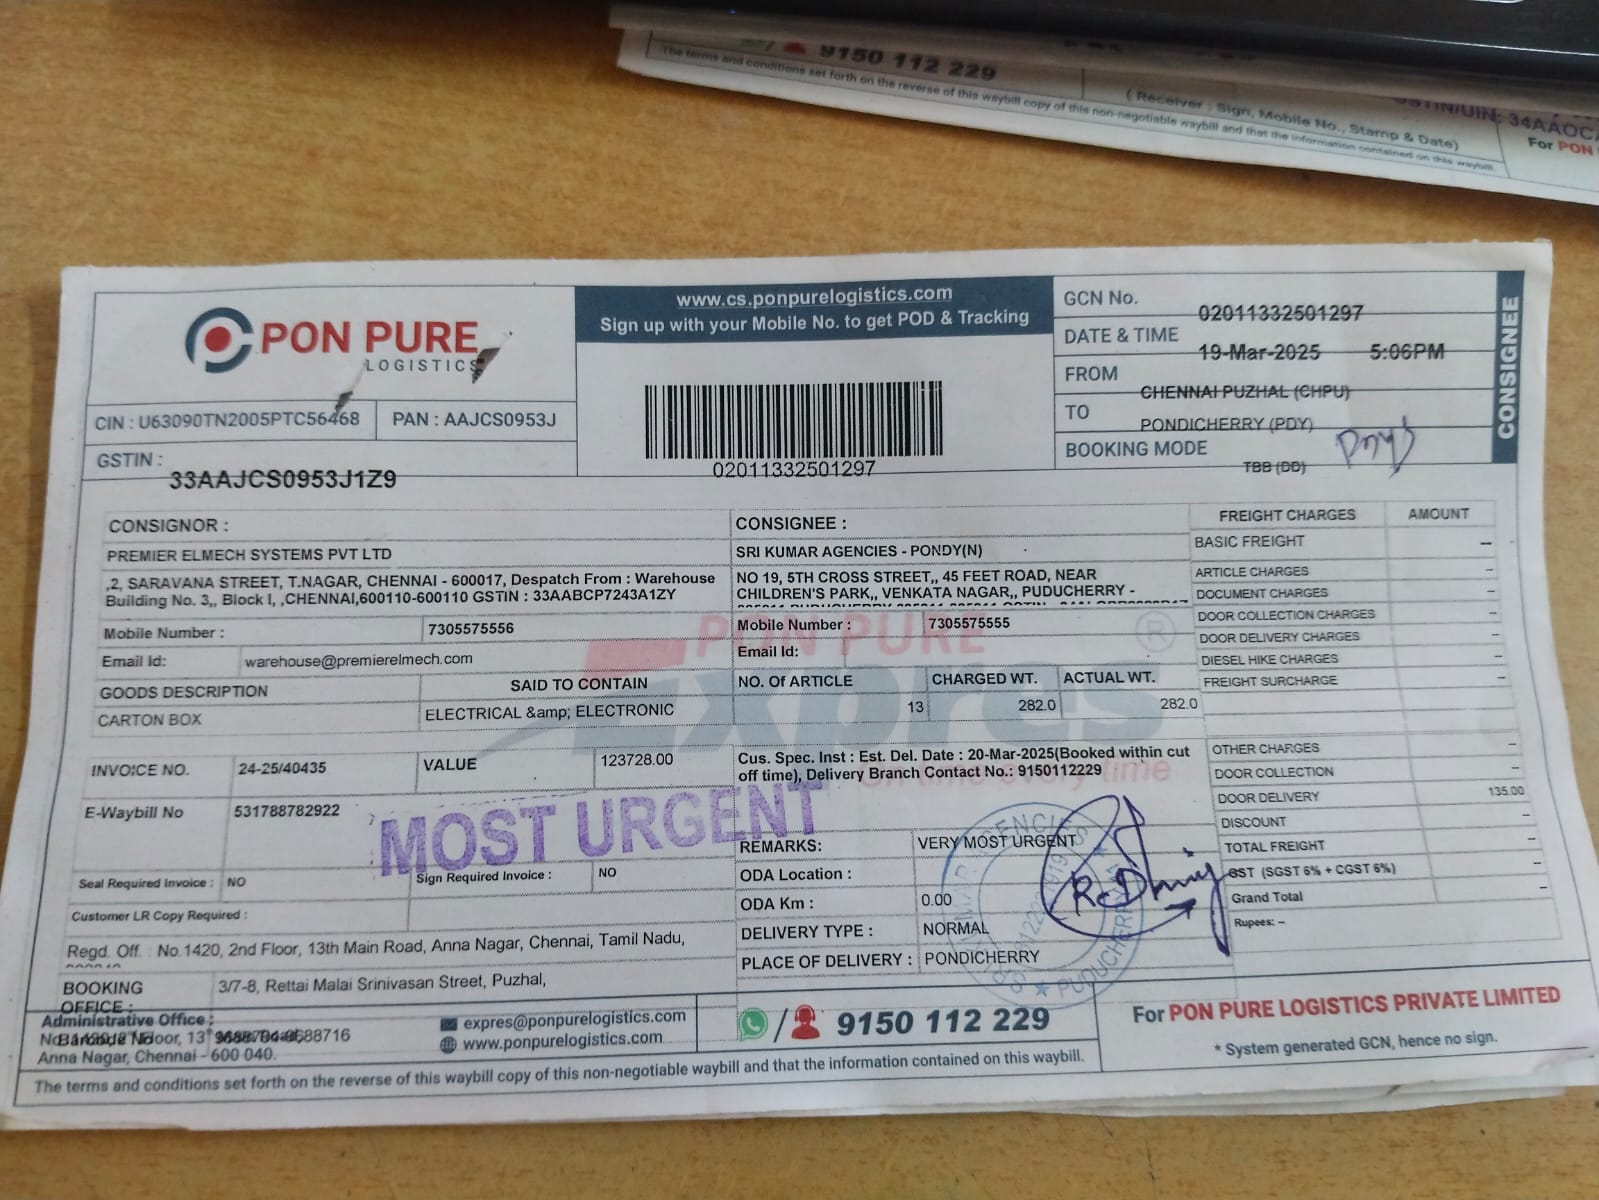 9150 112 229
The terms and conditions set forth on the reverse of this waybill copy of this non-negotiable waybill and that the information contained on this waybill.
( Receiver : Sign, Mobile No., Stamp & Date)
GSTIN/UIN: 34AAOC
For PON
PON PURE
LOGISTICS
CIN : U63090TN2005PTC56468
PAN : AAJCS0953J
GSTIN :
33AAJCS0953J1Z9
www.cs.ponpurelogistics.com
Sign up with your Mobile No. to get POD & Tracking
02011332501297
GCN No.
02011332501297
DATE & TIME
19-Mar-2025 5:06PM
FROM
CHENNAI PUZHAL (CHPU)
TO
PONDICHERRY (PDY)
BOOKING MODE
TBB (DD)
CONSIGNEE
CONSIGNOR :
PREMIER ELMECH SYSTEMS PVT LTD
,2, SARAVANA STREET, T.NAGAR, CHENNAI - 600017, Despatch From : Warehouse
Building No. 3,, Block I, ,CHENNAI,600110-600110 GSTIN : 33AABCP7243A1ZY
Mobile Number :
7305575556
Email Id:
warehouse@premierelmech.com
CONSIGNEE :
SRI KUMAR AGENCIES - PONDY(N)
NO 19, 5TH CROSS STREET,, 45 FEET ROAD, NEAR
CHILDREN'S PARK,, VENKATA NAGAR,, PUDUCHERRY -
Mobile Number :
7305575555
Email Id:
PON PURE
Expres
On time every time
GOODS DESCRIPTION
SAID TO CONTAIN
NO. Of ARTICLE
CHARGED WT.
ACTUAL WT.
CARTON BOX
ELECTRICAL &amp; ELECTRONIC
13
282.0
282.0
FREIGHT CHARGES
AMOUNT
BASIC FREIGHT --
ARTICLE CHARGES --
DOCUMENT CHARGES --
DOOR COLLECTION CHARGES --
DOOR DELIVERY CHARGES --
DIESEL HIKE CHARGES --
FREIGHT SURCHARGE --
OTHER CHARGES --
DOOR COLLECTION --
DOOR DELIVERY 135.00
DISCOUNT --
TOTAL FREIGHT --
GST (SGST 6% + CGST 6%) --
Grand Total --
Rupees: --
INVOICE NO.
24-25/40435
VALUE
123728.00
Cus. Spec. Inst : Est. Del. Date : 20-Mar-2025(Booked within cut
off time), Delivery Branch Contact No.: 9150112229
E-Waybill No
531788782922
MOST URGENT
REMARKS:
VERY MOST URGENT
Seal Required Invoice :
NO
Sign Required Invoice :
NO
ODA Location :
Customer LR Copy Required :
ODA Km :
0.00
DELIVERY TYPE :
NORMAL
PLACE OF DELIVERY :
PONDICHERRY
AGENCIES
PUDUCHERRY
Regd. Off. : No.1420, 2nd Floor, 13th Main Road, Anna Nagar, Chennai, Tamil Nadu,
BOOKING
OFFICE :
3/7-8, Rettai Malai Srinivasan Street, Puzhal,
Administrative Office :
Anna Nagar, Chennai - 600 040.
expres@ponpurelogistics.com
www.ponpurelogistics.com
9150 112 229
For PON PURE LOGISTICS PRIVATE LIMITED
* System generated GCN, hence no sign.
The terms and conditions set forth on the reverse of this waybill copy of this non-negotiable waybill and that the information contained on this waybill.